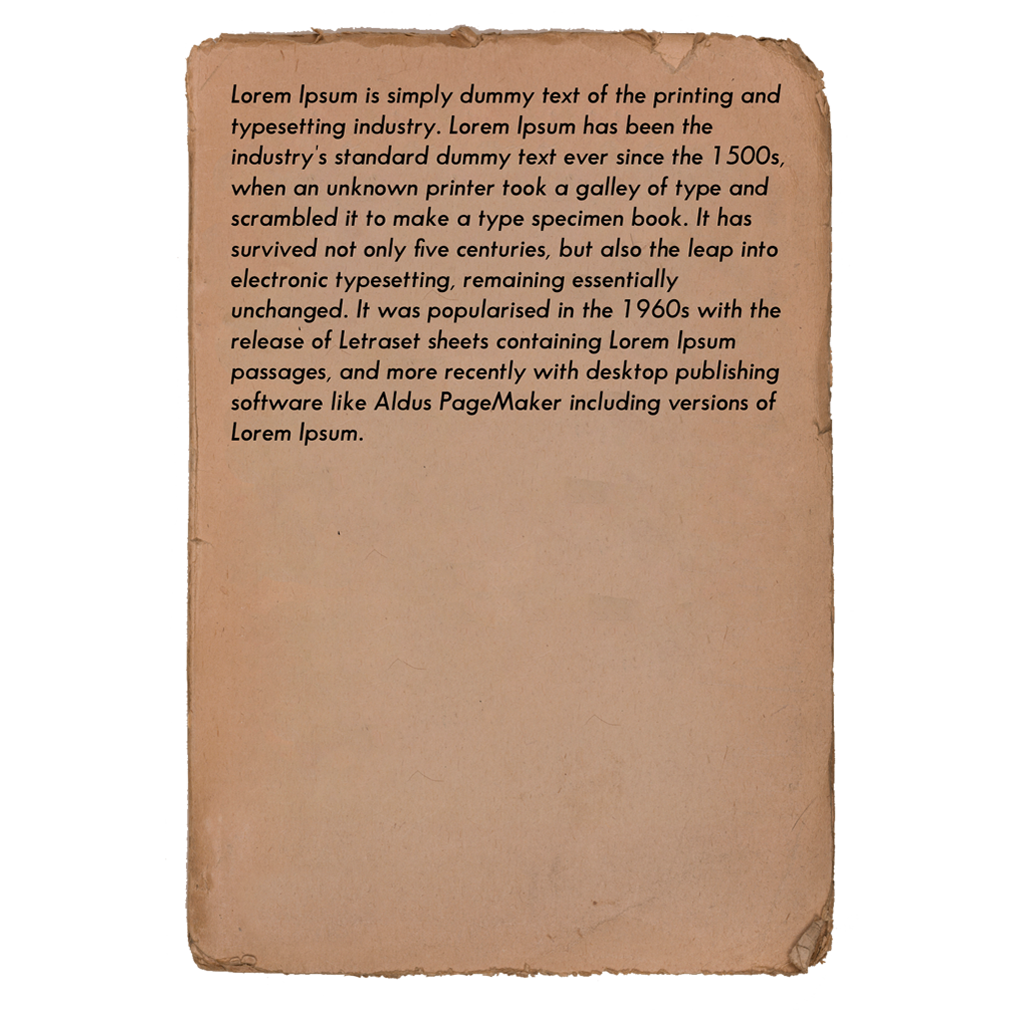 Lorem Ipsum is simply dummy text of the printing and
typesetting industry. Lorem Ipsum has been the
industry's standard dummy text ever since the 1500s,
when an unknown printer took a galley of type and
scrambled it to make a type specimen book. It has
survived not only five centuries, but also the leap into
electronic typesetting, remaining essentially
unchanged. It was popularised in the 1960s with the
release of Letraset sheets containing Lorem Ipsum
passages, and more recently with desktop publishing
software like Aldus PageMaker including versions of
Lorem Ipsum.